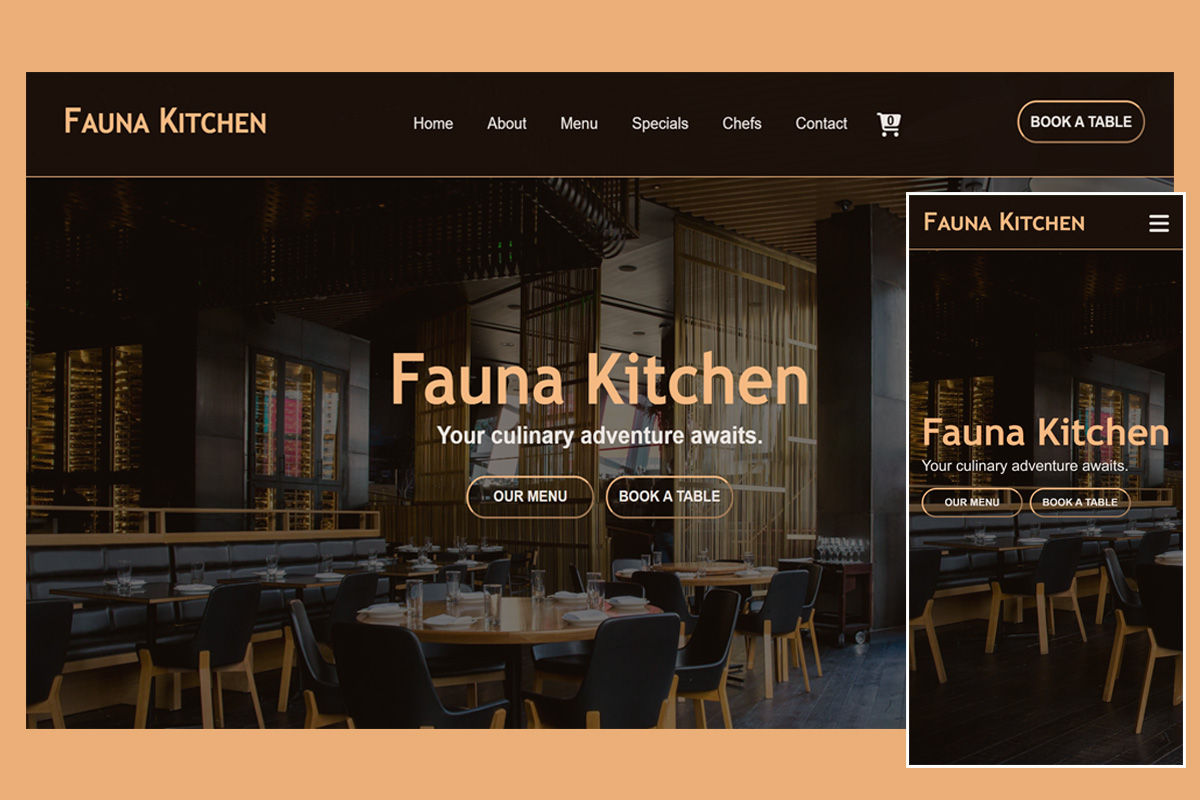 FAUNA KITCHEN
Home About Menu Specials Chefs Contact 0 BOOK A TABLE
Fauna Kitchen
Your culinary adventure awaits.
OUR MENU BOOK A TABLE
FAUNA KITCHEN
Fauna Kitchen
Your culinary adventure awaits.
OUR MENU BOOK A TABLE